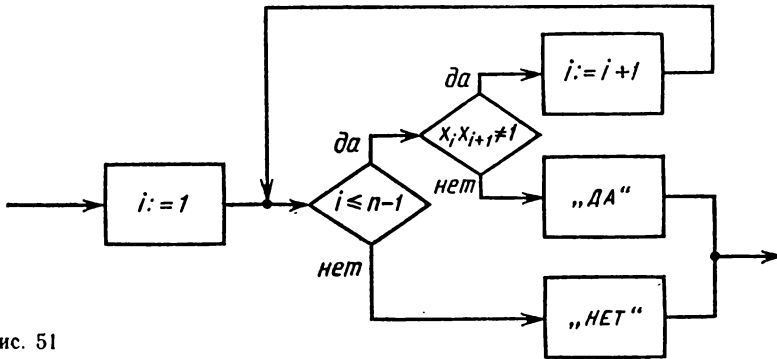 да
i:=i+1
да
x_i x_{i+1}≠1
нет
i:=1
i≤n−1
„ДА“
нет
„НЕТ“
ис. 51